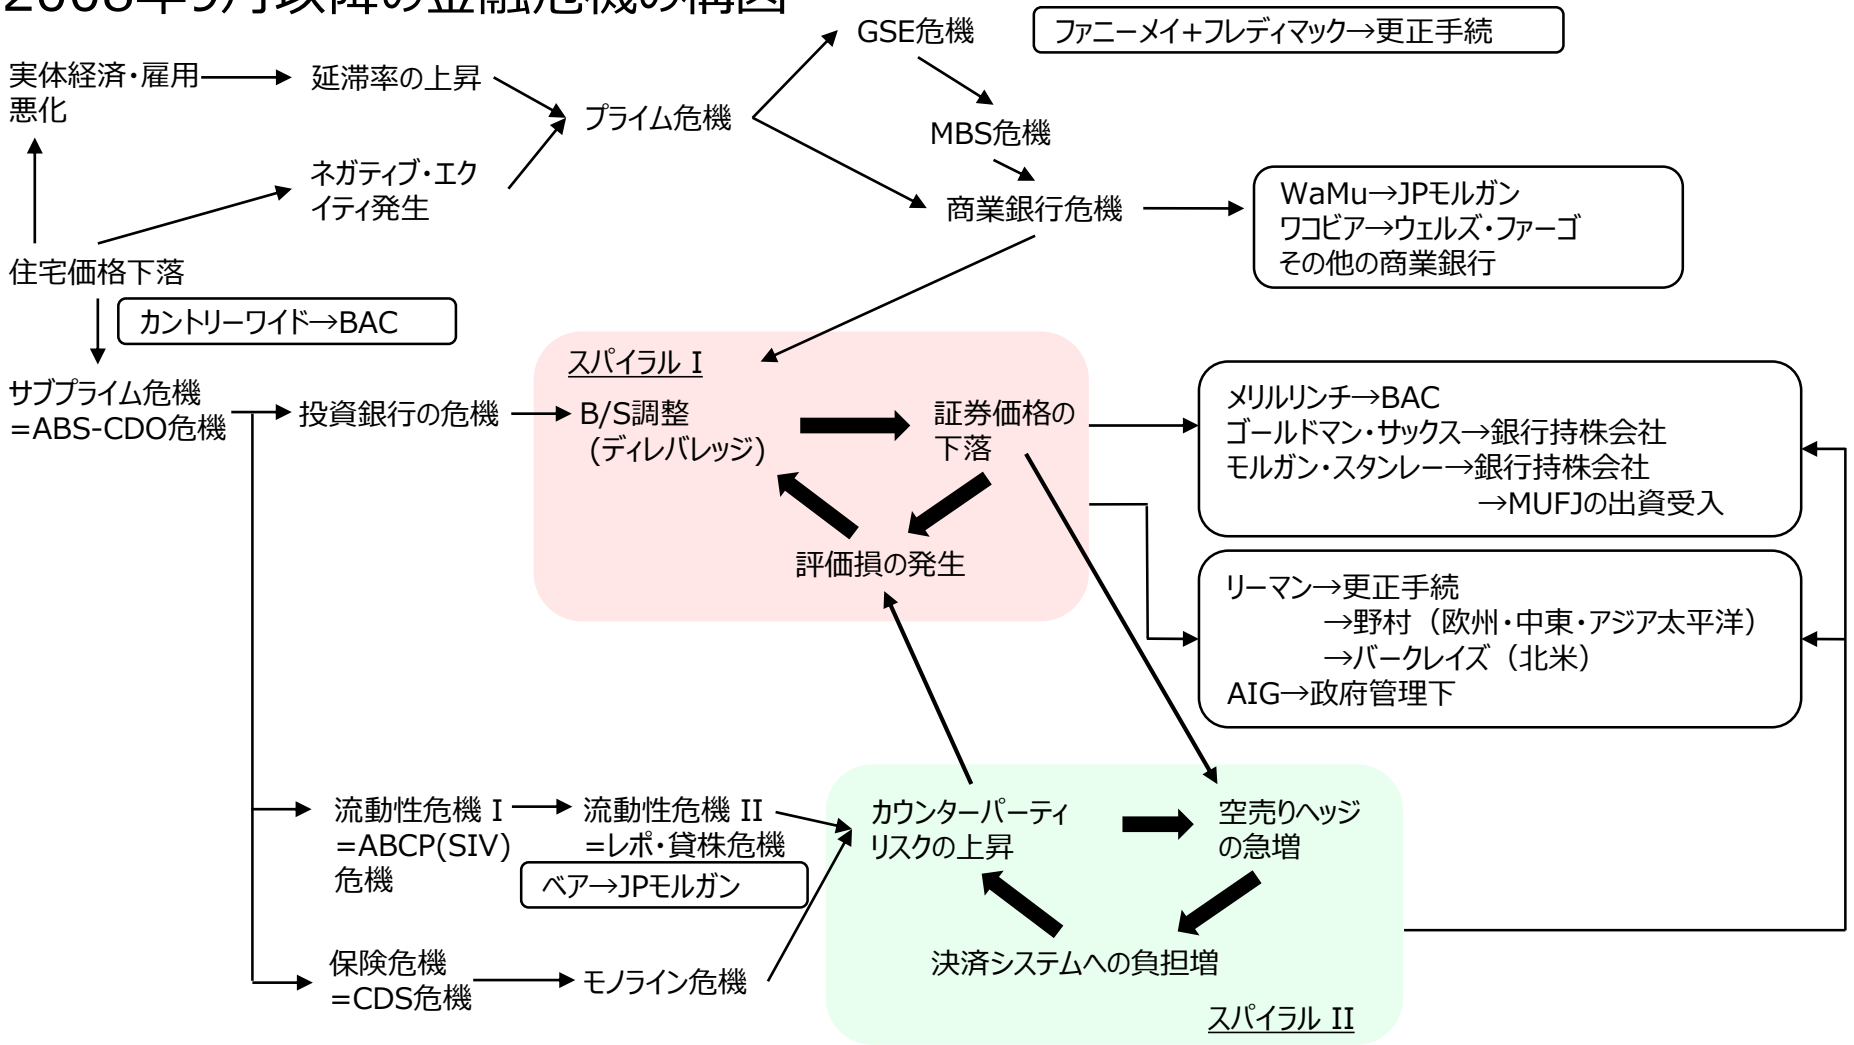 2008年9月以降の金融危機の構図
GSE危機
ファニーメイ+フレディマック→更正手続
実体経済・雇用
悪化
延滞率の上昇
プライム危機
MBS危機
ネガティブ・エク
イティ発生
商業銀行危機
WaMu→JPモルガン
ワコビア→ウェルズ・ファーゴ
その他の商業銀行
住宅価格下落
カントリーワイド→BAC
サブプライム危機
=ABS-CDO危機
投資銀行の危機
スパイラル I
B/S調整
(ディレバレッジ)
証券価格の
下落
評価損の発生
メリルリンチ→BAC
ゴールドマン・サックス→銀行持株会社
モルガン・スタンレー→銀行持株会社
→MUFJの出資受入
リーマン→更正手続
→野村（欧州・中東・アジア太平洋）
→バークレイズ（北米）
AIG→政府管理下
流動性危機 I
=ABCP(SIV)
危機
流動性危機 II
=レポ・貸株危機
ベア→JPモルガン
保険危機
=CDS危機
モノライン危機
カウンターパーティ
リスクの上昇
空売りヘッジ
の急増
決済システムへの負担増
スパイラル II